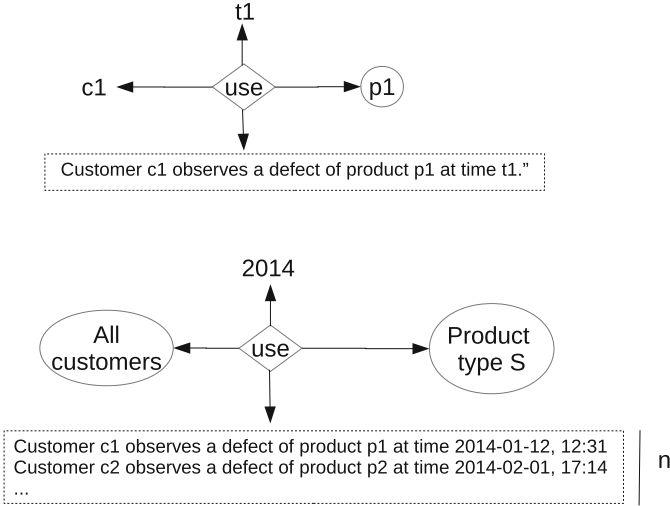 t1
c1
use
p1
Customer c1 observes a defect of product p1 at time t1.”
2014
All
customers
use
Product
type S
Customer c1 observes a defect of product p1 at time 2014-01-12, 12:31
Customer c2 observes a defect of product p2 at time 2014-02-01, 17:14
...
n